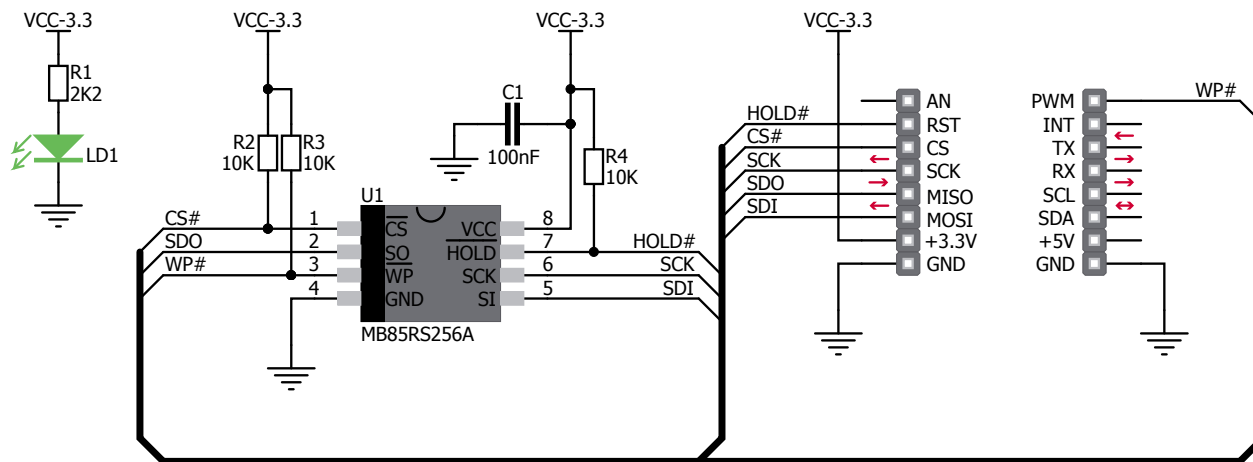 VCC-3.3
R1
2K2
LD1
VCC-3.3
R2
10K
R3
10K
VCC-3.3
C1
100nF
R4
10K
U1
CS# 1 CS VCC 8
SDO 2 SO HOLD 7 HOLD#
WP# 3 WP SCK 6 SCK
4 GND SI 5 SDI
MB85RS256A
VCC-3.3
AN
HOLD# RST
CS# CS
SCK SCK
SDO MISO
SDI MOSI
+3.3V
GND
PWM WP#
INT
TX
RX
SCL
SDA
+5V
GND